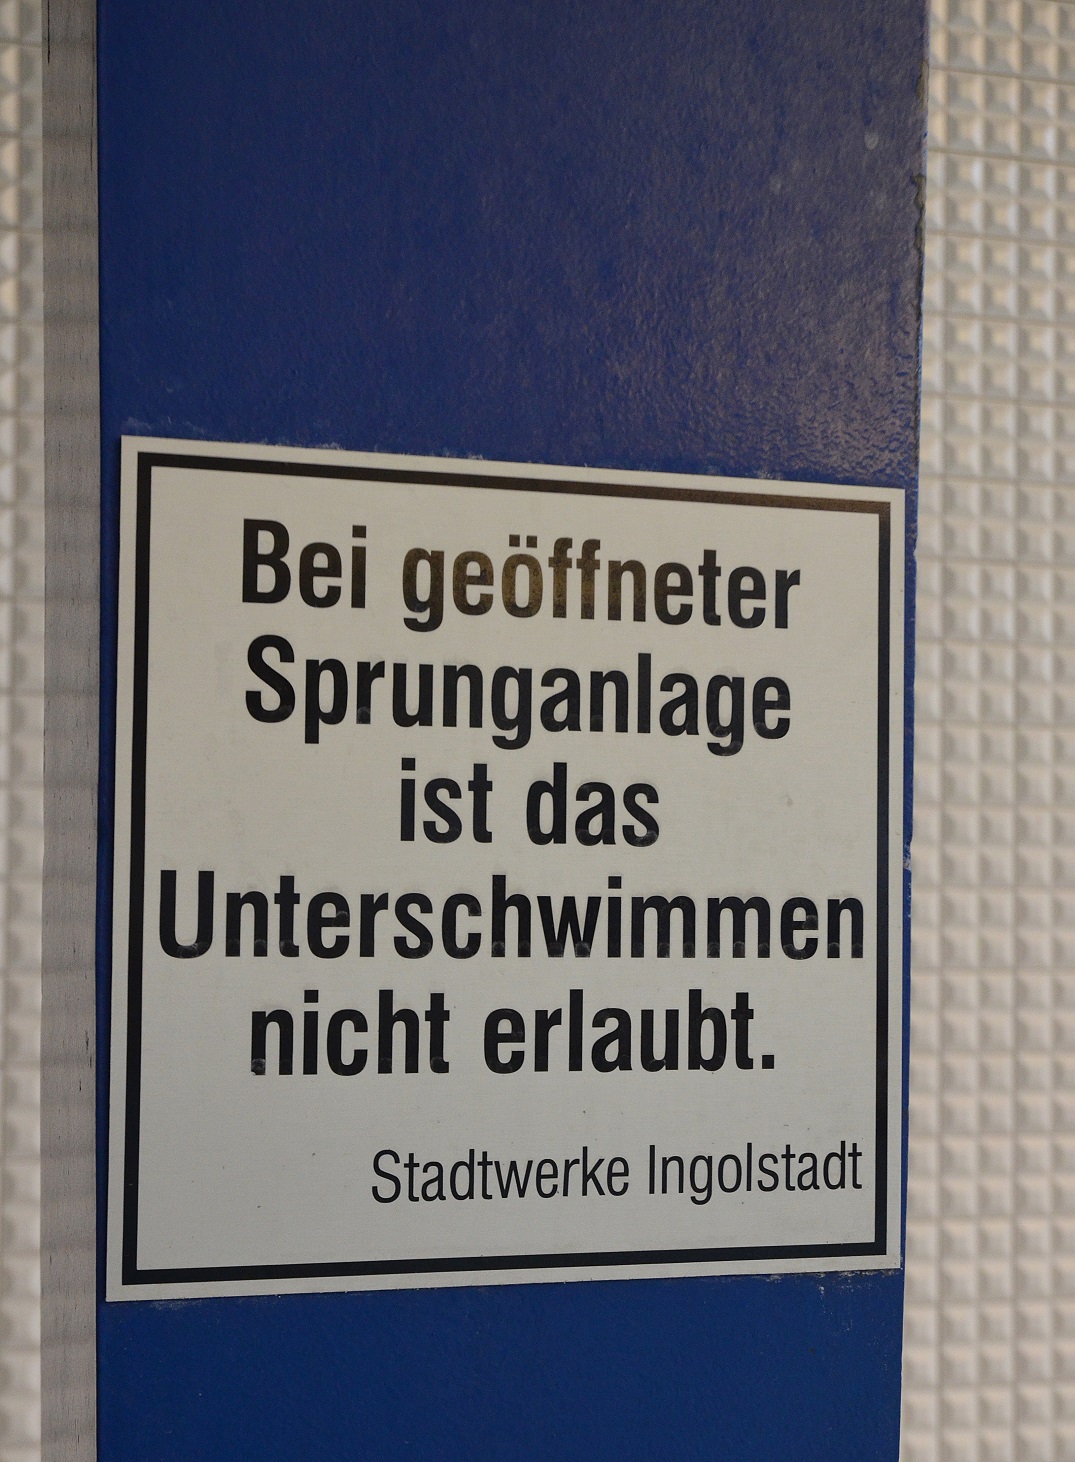 Bei geöffneter
Sprunganlage
ist das
Unterschwimmen
nicht erlaubt.
Stadtwerke Ingolstadt